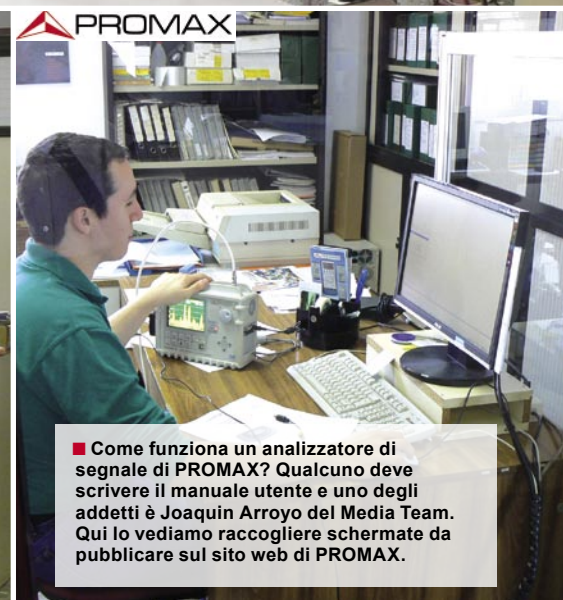 PROMAX
Come funziona un analizzatore di
segnale di PROMAX? Qualcuno deve
scrivere il manuale utente e uno degli
addetti è Joaquin Arroyo del Media Team.
Qui lo vediamo raccogliere schermate da
pubblicare sul sito web di PROMAX.